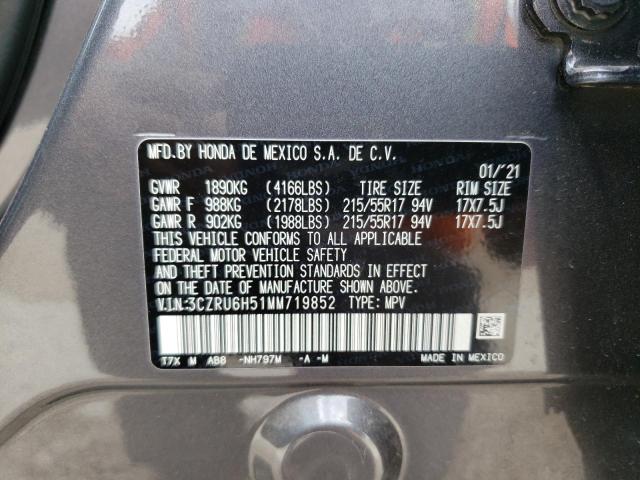 MFD.BY HONDA DE MEXICO S.A. DE C.V.
01/'21
GVWR 1890KG (4166LBS) TIRE SIZE RIM SIZE
GAWR F 988KG (2178LBS) 215/55R17 94V 17X7.5J
GAWR R 902KG (1988LBS) 215/55R17 94V 17X7.5J
THIS VEHICLE CONFORMS TO ALL APPLICABLE
FEDERAL MOTOR VEHICLE SAFETY
AND THEFT PREVENTION STANDARDS IN EFFECT
ON THE DATE OF MANUFACTURE SHOWN ABOVE.
V.I.N:3CZRU6H51MM719852 TYPE: MPV
T7X M AB8 -NH797M -A -M MADE IN MEXICO